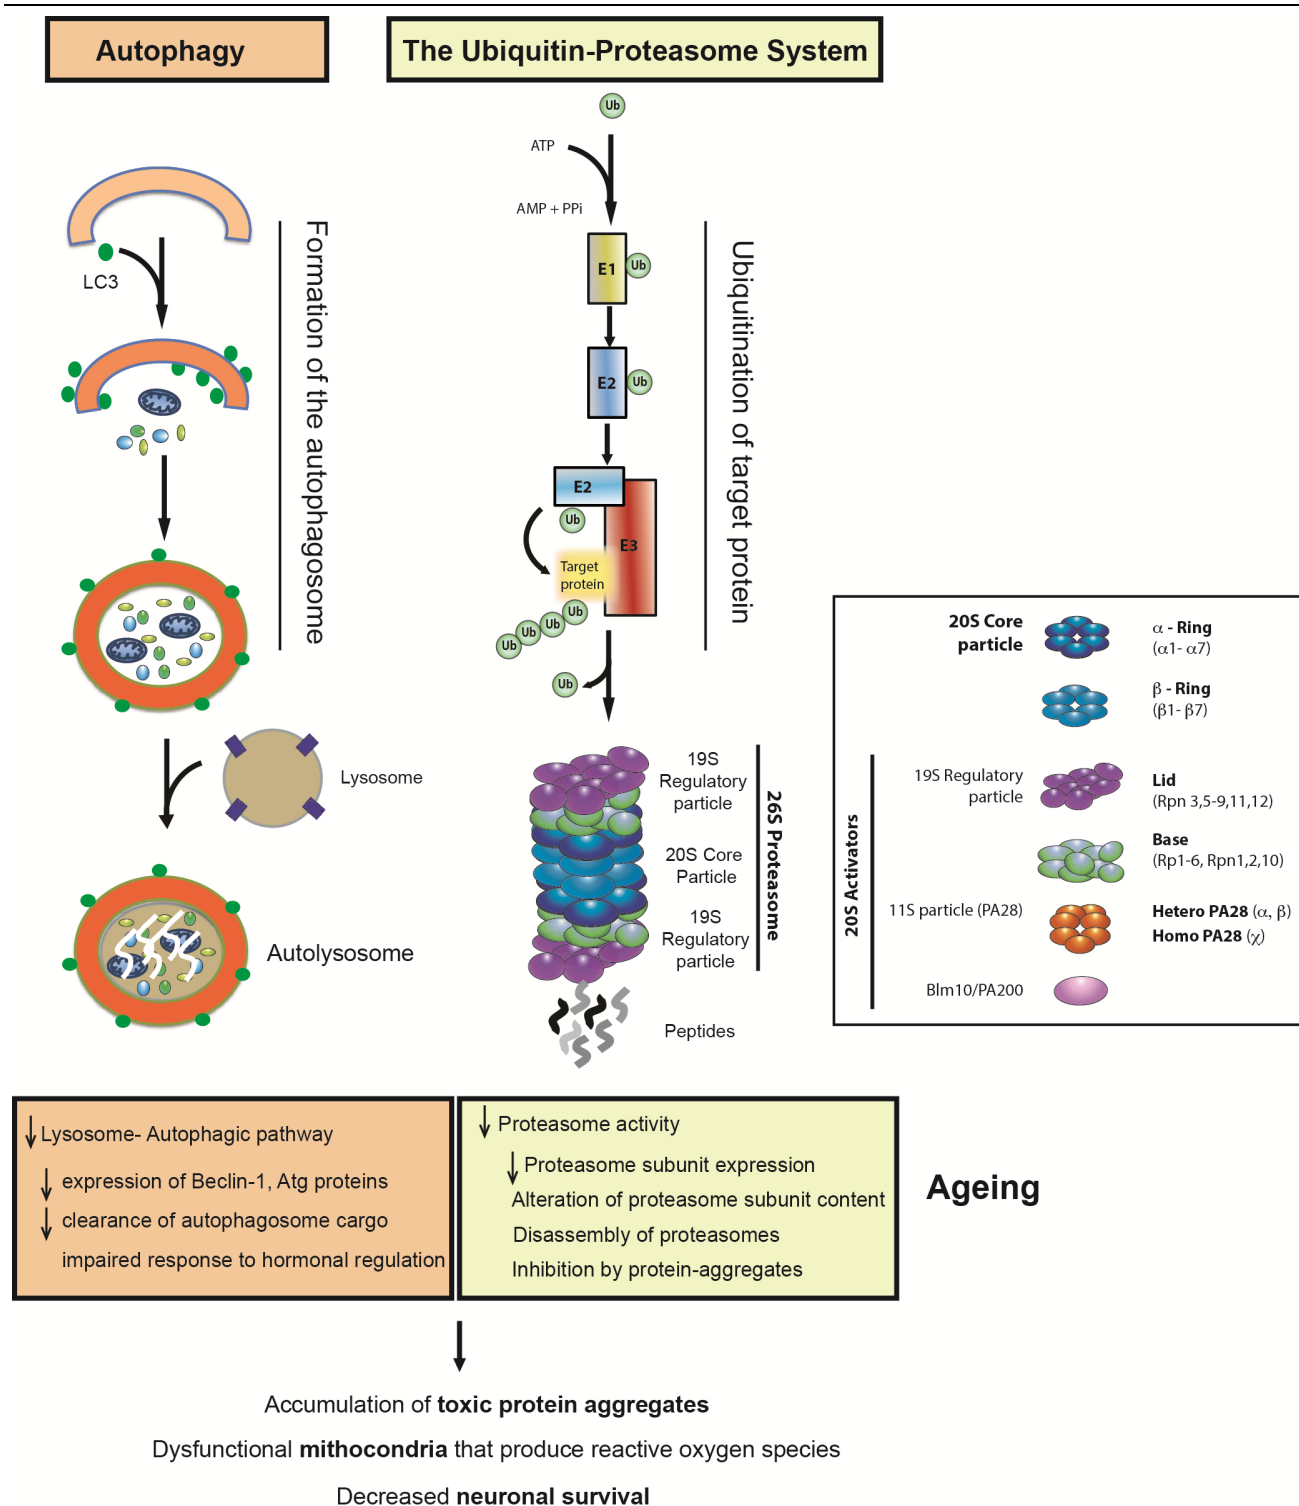 Autophagy
The Ubiquitin-Proteasome System
Ub
ATP
AMP + PPi
LC3
Formation of the autophagosome
E1
Ub
E2
Ub
E2
Ub
E3
Target
protein
Ub
Ub
Ub
Ub
Ub
Ubiquitination of target protein
Lysosome
Autolysosome
19S
Regulatory
particle
20S Core
Particle
19S
Regulatory
particle
26S Proteasome
Peptides
20S Core
particle
α - Ring
(α1- α7)
β - Ring
(β1- β7)
20S Activators
19S Regulatory
particle
Lid
(Rpn 3,5-9,11,12)
Base
(Rp1-6, Rpn1,2,10)
11S particle (PA28)
Hetero PA28 (α, β)
Homo PA28 (χ)
Blm10/PA200
↓Lysosome- Autophagic pathway
↓ expression of Beclin-1, Atg proteins
↓ clearance of autophagosome cargo
impaired response to hormonal regulation
↓ Proteasome activity
↓ Proteasome subunit expression
Alteration of proteasome subunit content
Disassembly of proteasomes
Inhibition by protein-aggregates
Ageing
Accumulation of toxic protein aggregates
Dysfunctional mithocondria that produce reactive oxygen species
Decreased neuronal survival